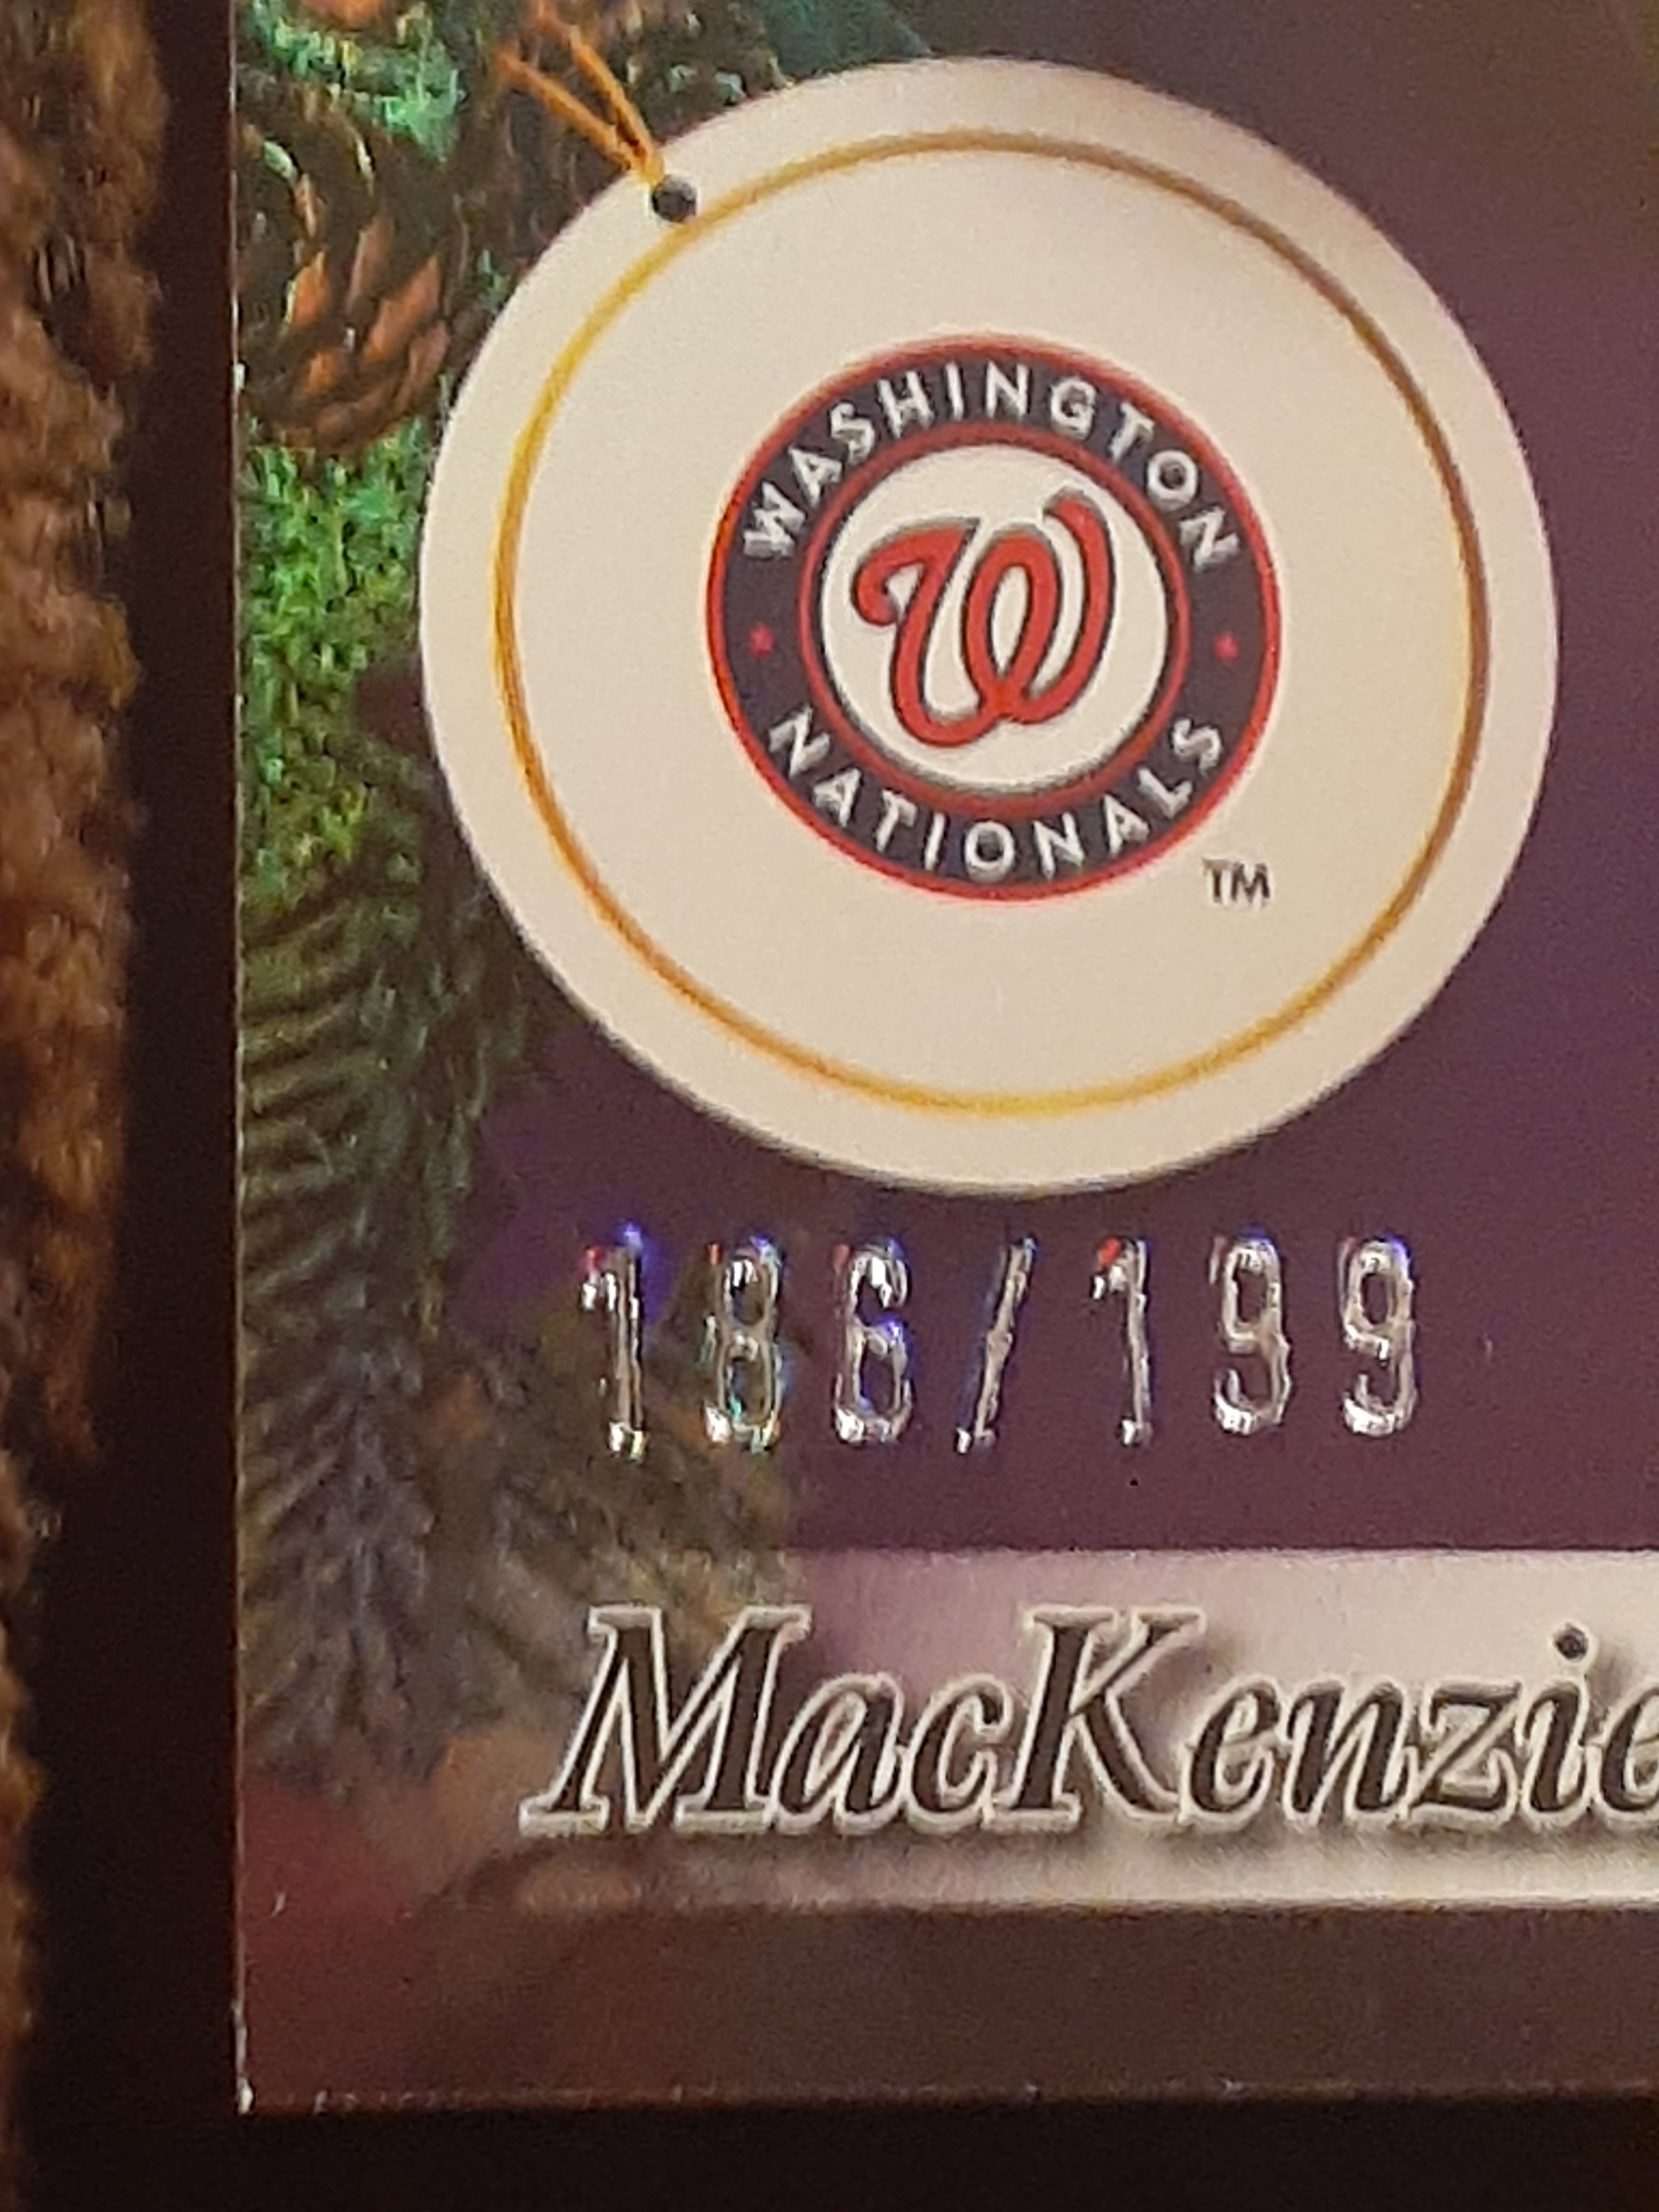 WASHINGTON
W
NATIONALS
TM
186/199
MacKenzie